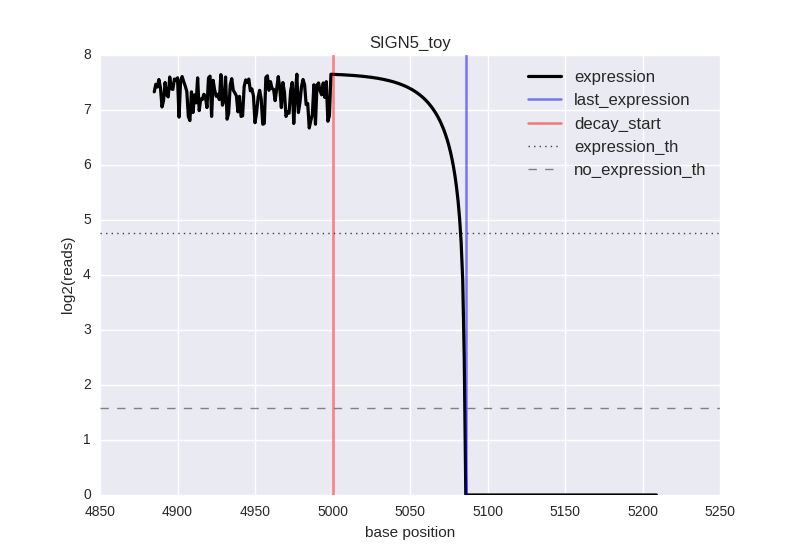 SIGN5_toy
8
7
6
5
4
3
2
1
0
log2(reads)
expression
last_expression
decay_start
expression_th
no_expression_th
4850 4900 4950 5000 5050 5100 5150 5200 5250
base position